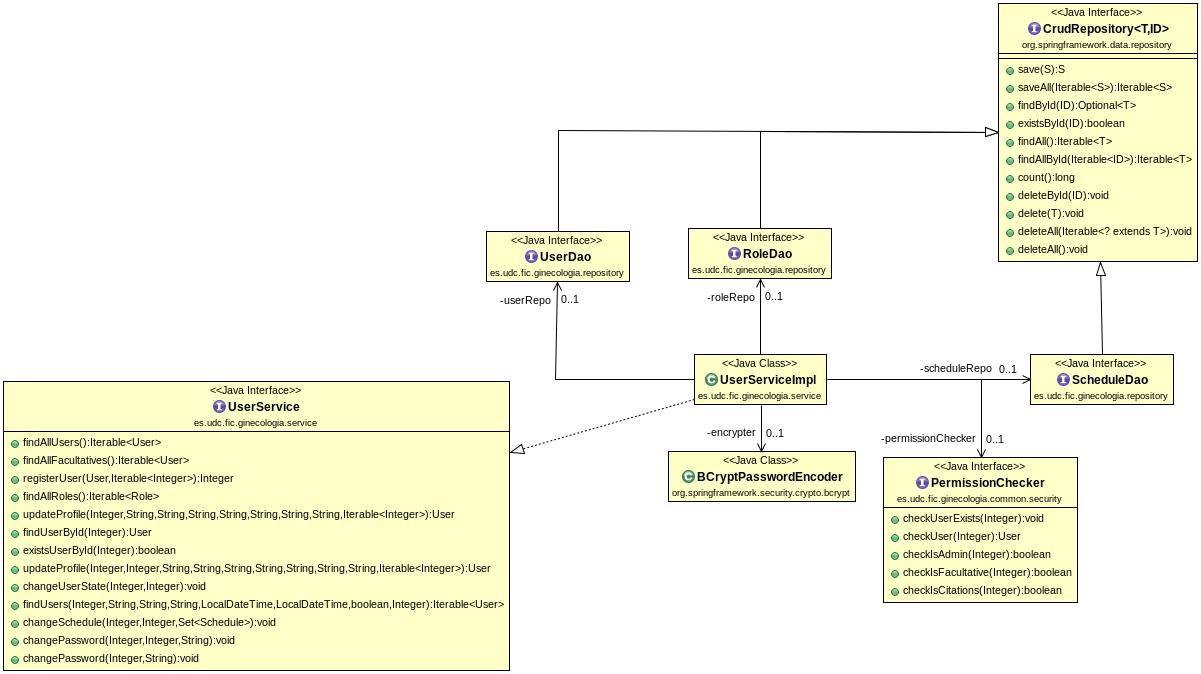 <<Java Interface>>
CrudRepository<T,ID>
org.springframework.data.repository
save(S):S
saveAll(Iterable<S>):Iterable<S>
findById(ID):Optional<T>
existsById(ID):boolean
findAll():Iterable<T>
findAllById(Iterable<ID>):Iterable<T>
count():long
deleteById(ID):void
delete(T):void
deleteAll(Iterable<? extends T>):void
deleteAll():void
<<Java Interface>>
UserDao
es.udc.fic.ginecologia.repository
<<Java Interface>>
RoleDao
es.udc.fic.ginecologia.repository
-userRepo 0..1
-roleRepo 0..1
<<Java Class>>
UserServiceImpl
es.udc.fic.ginecologia.service
-scheduleRepo 0..1
<<Java Interface>>
ScheduleDao
es.udc.fic.ginecologia.repository
<<Java Interface>>
UserService
es.udc.fic.ginecologia.service
findAllUsers():Iterable<User>
findAllFacultatives():Iterable<User>
registerUser(User,Iterable<Integer>):Integer
findAllRoles():Iterable<Role>
updateProfile(Integer,String,String,String,String,String,String,Iterable<Integer>):User
findUserById(Integer):User
existsUserById(Integer):boolean
updateProfile(Integer,Integer,String,String,String,String,String,String,String,Iterable<Integer>):User
changeUserState(Integer,Integer):void
findUsers(Integer,String,String,String,LocalDateTime,LocalDateTime,boolean,Integer):Iterable<User>
changeSchedule(Integer,Integer,Set<Schedule>):void
changePassword(Integer,Integer,String):void
changePassword(Integer,String):void
-encrypter 0..1
<<Java Class>>
BCryptPasswordEncoder
org.springframework.security.crypto.bcrypt
-permissionChecker 0..1
<<Java Interface>>
PermissionChecker
es.udc.fic.ginecologia.common.security
checkUserExists(Integer):void
checkUser(Integer):User
checkIsAdmin(Integer):boolean
checkIsFacultative(Integer):boolean
checkIsCitations(Integer):boolean